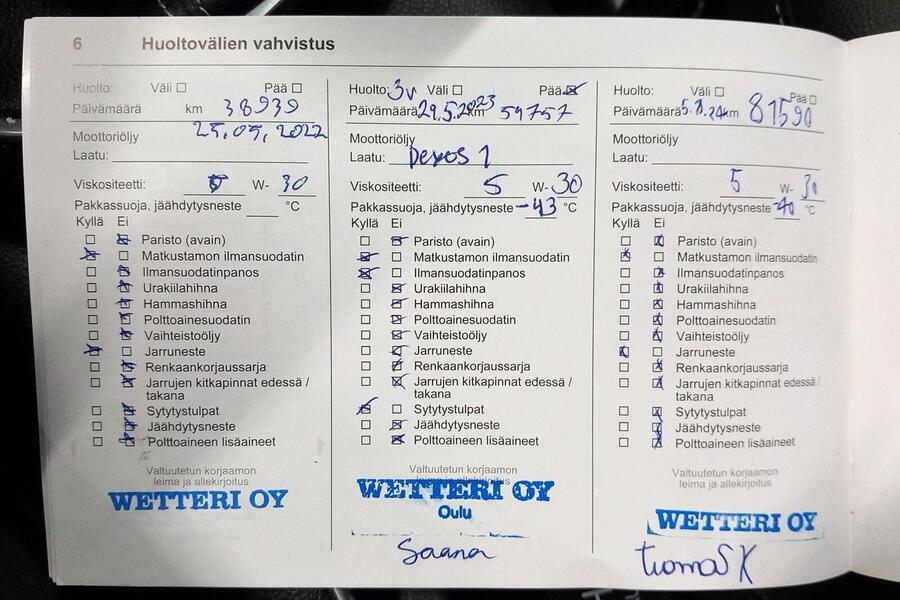 6 Huoltovälien vahvistus
Huolto: Väli ☐ Pää ☐
Päivämäärä km 38939
25,05,2022
Moottoriöljy
Laatu:
Viskositeetti: 5 W- 30
Pakkassuoja, jäähdytysneste °C
Kyllä Ei
Paristo (avain)
Matkustamon ilmansuodatin
Ilmansuodatinpanos
Urakiilahihna
Hammashihna
Polttoainesuodatin
Vaihteistoöljy
Jarruneste
Renkaankorjaussarja
Jarrujen kitkapinnat edessä /
takana
Sytytystulpat
Jäähdytysneste
Polttoaineen lisäaineet
Valtuutetun korjaamon
leima ja allekirjoitus
WETTERI OY
Huolto: 3v Väli ☐ Pää ☒
Päivämäärä 29.5.2023 km 59757
Moottoriöljy
Laatu: Dexos 1
Viskositeetti: 5 W- 30
Pakkassuoja, jäähdytysneste -43 °C
Kyllä Ei
Paristo (avain)
Matkustamon ilmansuodatin
Ilmansuodatinpanos
Urakiilahihna
Hammashihna
Polttoainesuodatin
Vaihteistoöljy
Jarruneste
Renkaankorjaussarja
Jarrujen kitkapinnat edessä /
takana
Sytytystulpat
Jäähdytysneste
Polttoaineen lisäaineet
Valtuutetun korjaamon
leima ja allekirjoitus
WETTERI OY
Oulu
Saana
Huolto: Väli ☐ Pää ☐
Päivämäärä 5.8.24 km 81590
Moottoriöljy
Laatu:
Viskositeetti: 5 W- 30
Pakkassuoja, jäähdytysneste -40 °C
Kyllä Ei
Paristo (avain)
Matkustamon ilmansuodatin
Ilmansuodatinpanos
Urakiilahihna
Hammashihna
Polttoainesuodatin
Vaihteistoöljy
Jarruneste
Renkaankorjaussarja
Jarrujen kitkapinnat edessä /
takana
Sytytystulpat
Jäähdytysneste
Polttoaineen lisäaineet
Valtuutetun korjaamon
leima ja allekirjoitus
WETTERI OY
Tuomas K